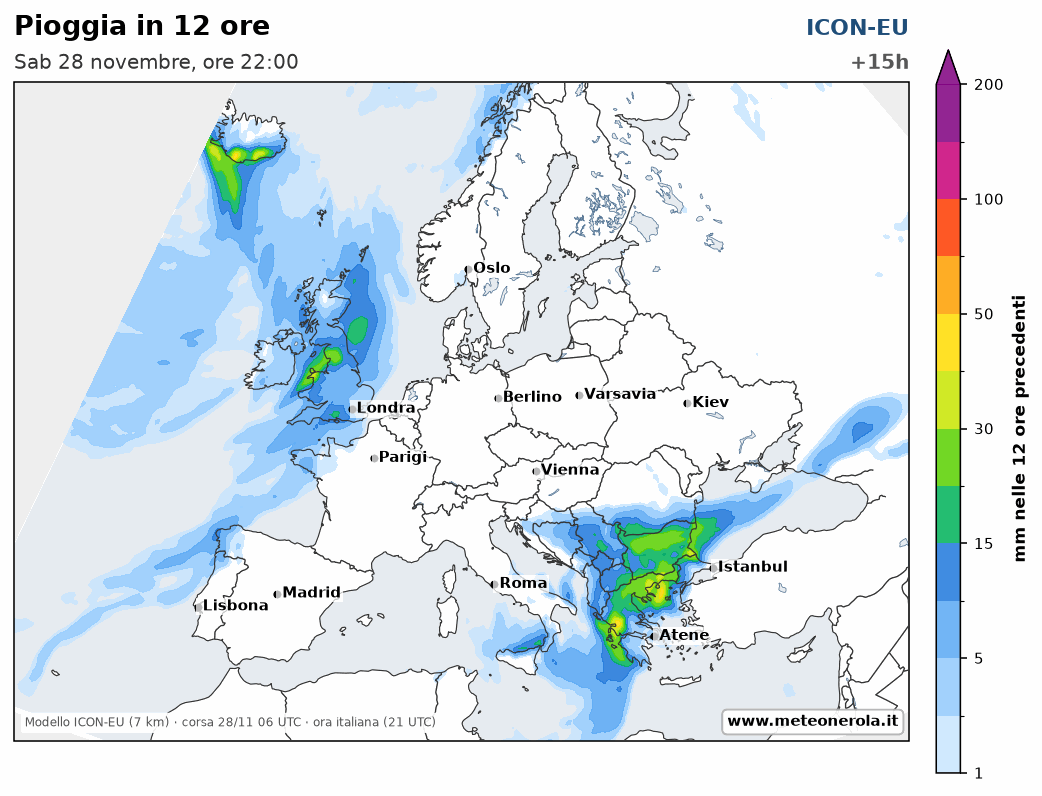 Pioggia in 12 ore
ICON-EU
Sab 28 novembre, ore 22:00
+15h
200
100
50
30
15
5
1
mm nelle 12 ore precedenti
Oslo
Berlino
Varsavia
Kiev
Londra
Parigi
Vienna
Istanbul
Roma
Madrid
Lisbona
Atene
Modello ICON-EU (7 km) · corsa 28/11 06 UTC · ora italiana (21 UTC)
www.meteonerola.it